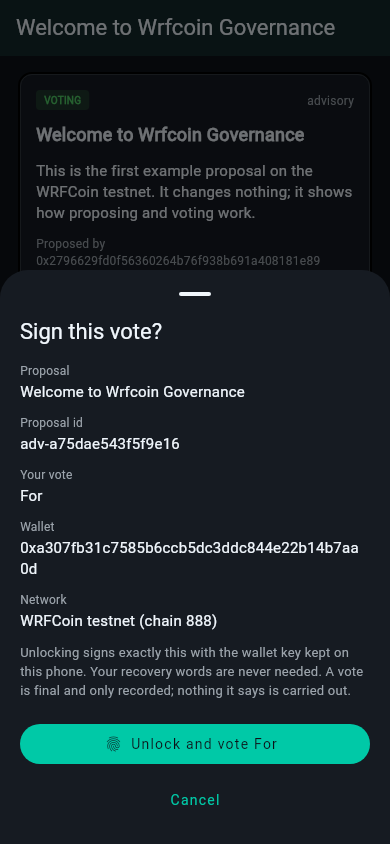 Welcome to Wrfcoin Governance
VOTING
advisory
Welcome to Wrfcoin Governance
This is the first example proposal on the
WRFCoin testnet. It changes nothing; it shows
how proposing and voting work.
Proposed by
0x2796629fd0f56360264b76f938b691a408181e89
Sign this vote?
Proposal
Welcome to Wrfcoin Governance
Proposal id
adv-a75dae543f5f9e16
Your vote
For
Wallet
0xa307fb31c7585b6ccb5dc3ddc844e22b14b7aa
0d
Network
WRFCoin testnet (chain 888)
Unlocking signs exactly this with the wallet key kept on
this phone. Your recovery words are never needed. A vote
is final and only recorded; nothing it says is carried out.
Unlock and vote For
Cancel